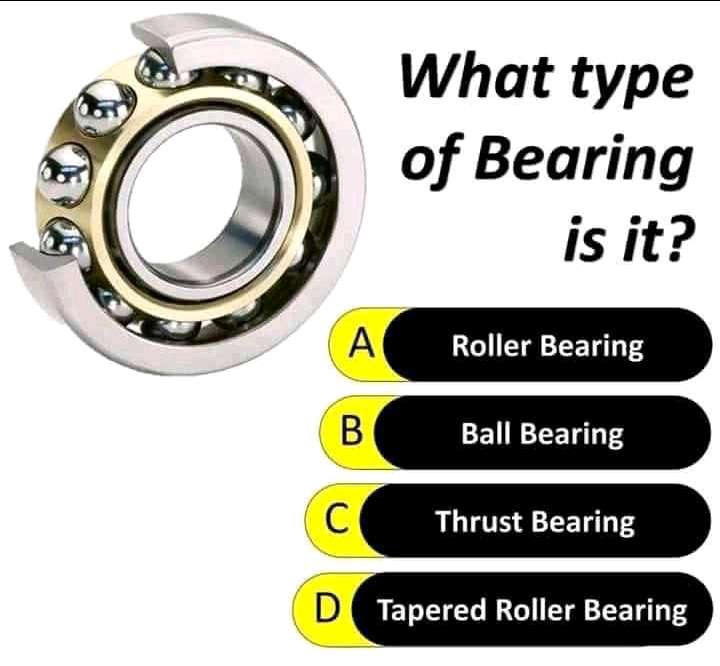 What type
of Bearing
is it?
A Roller Bearing
B Ball Bearing
C Thrust Bearing
D Tapered Roller Bearing